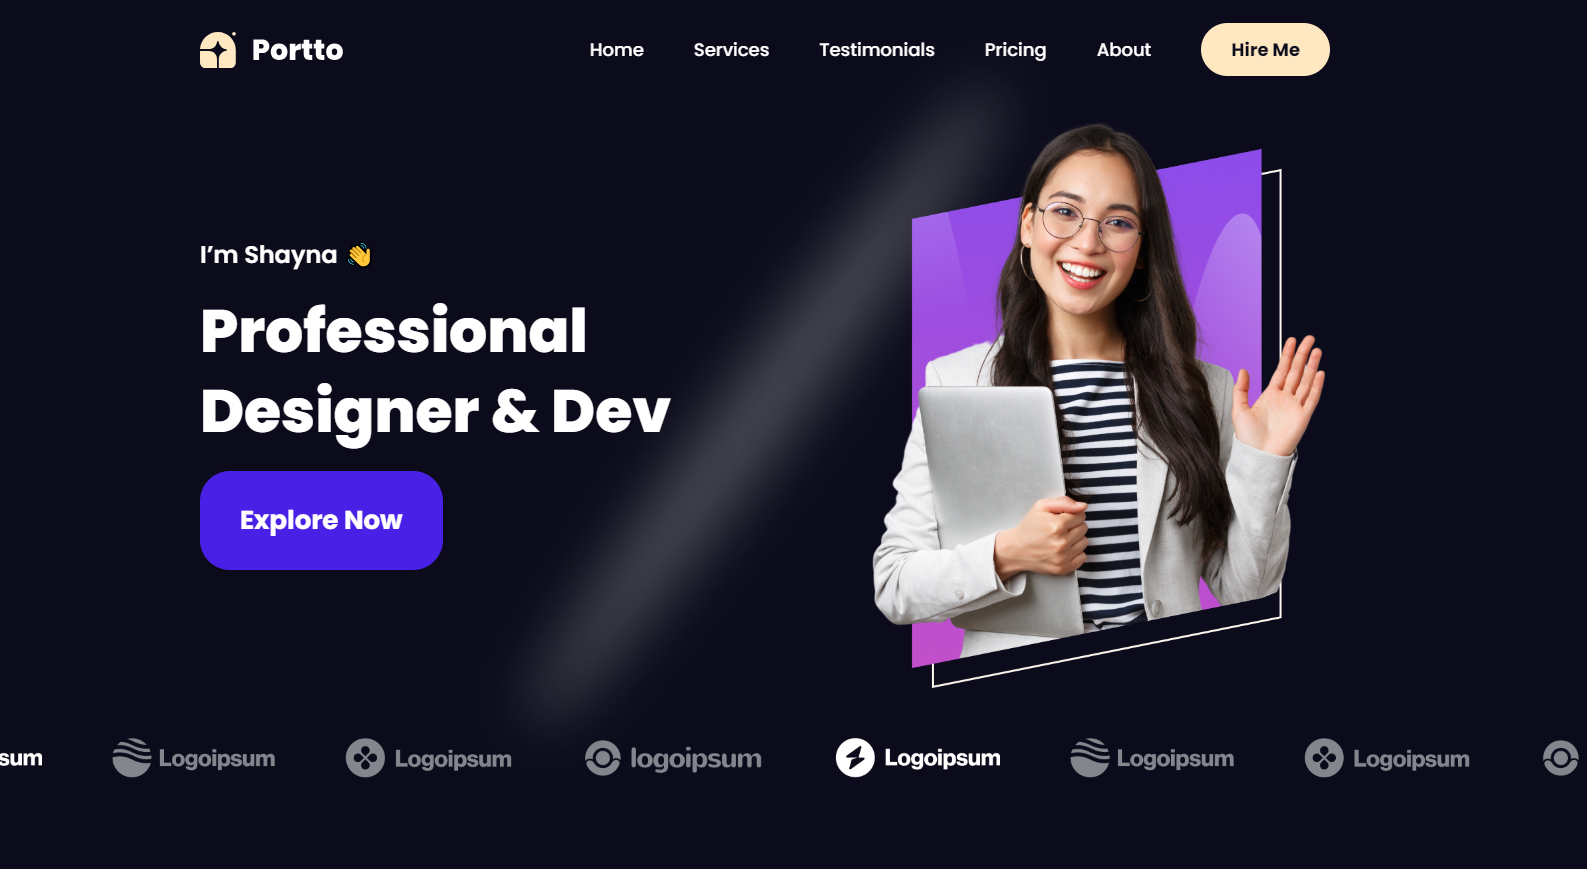 Portto
Home Services Testimonials Pricing About Hire Me
I'm Shayna 👋
Professional
Designer & Dev
Explore Now
sum Logoipsum Logoipsum logoipsum Logoipsum Logoipsum Logoipsum